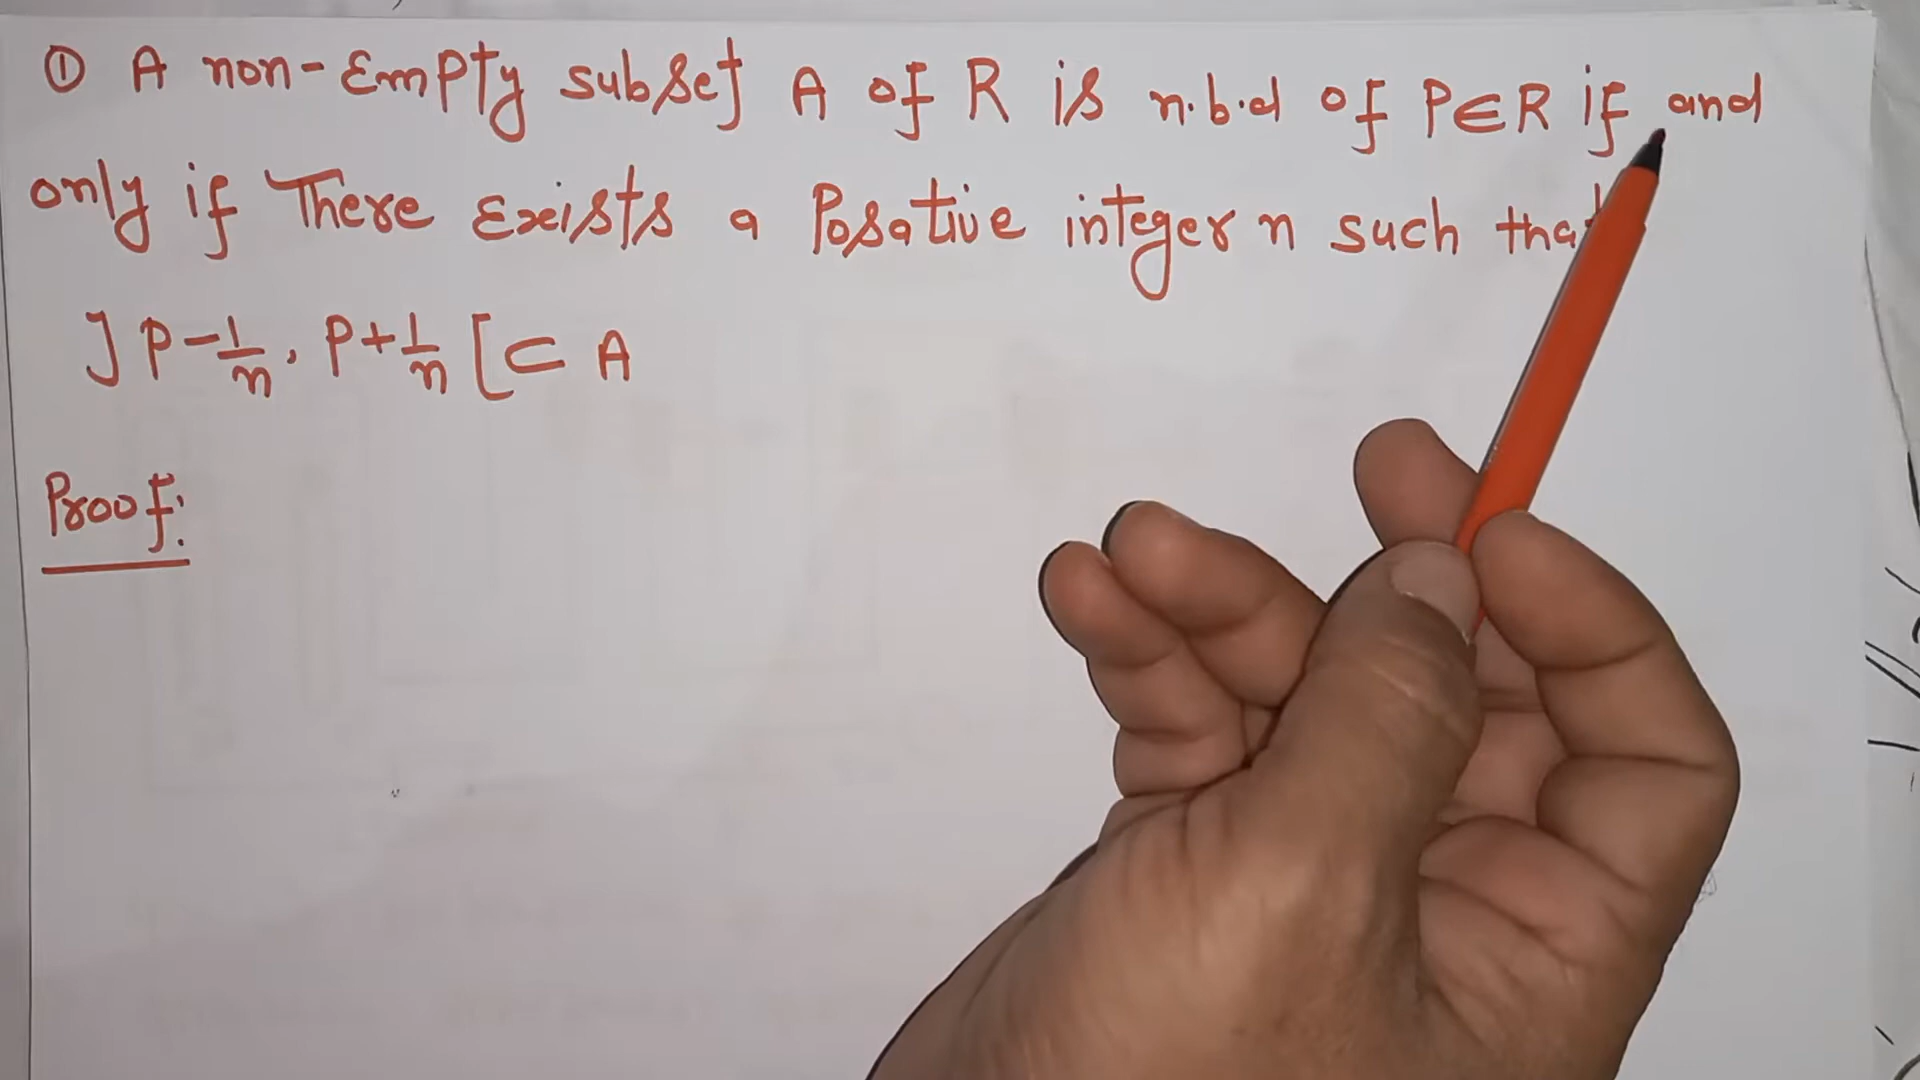 ① A non-Empty subset A of R is n.b.d of P∈R if and
only if There Exists a Posative integer n such that
]P-1/n, P+1/n[ ⊂ A
Proof: